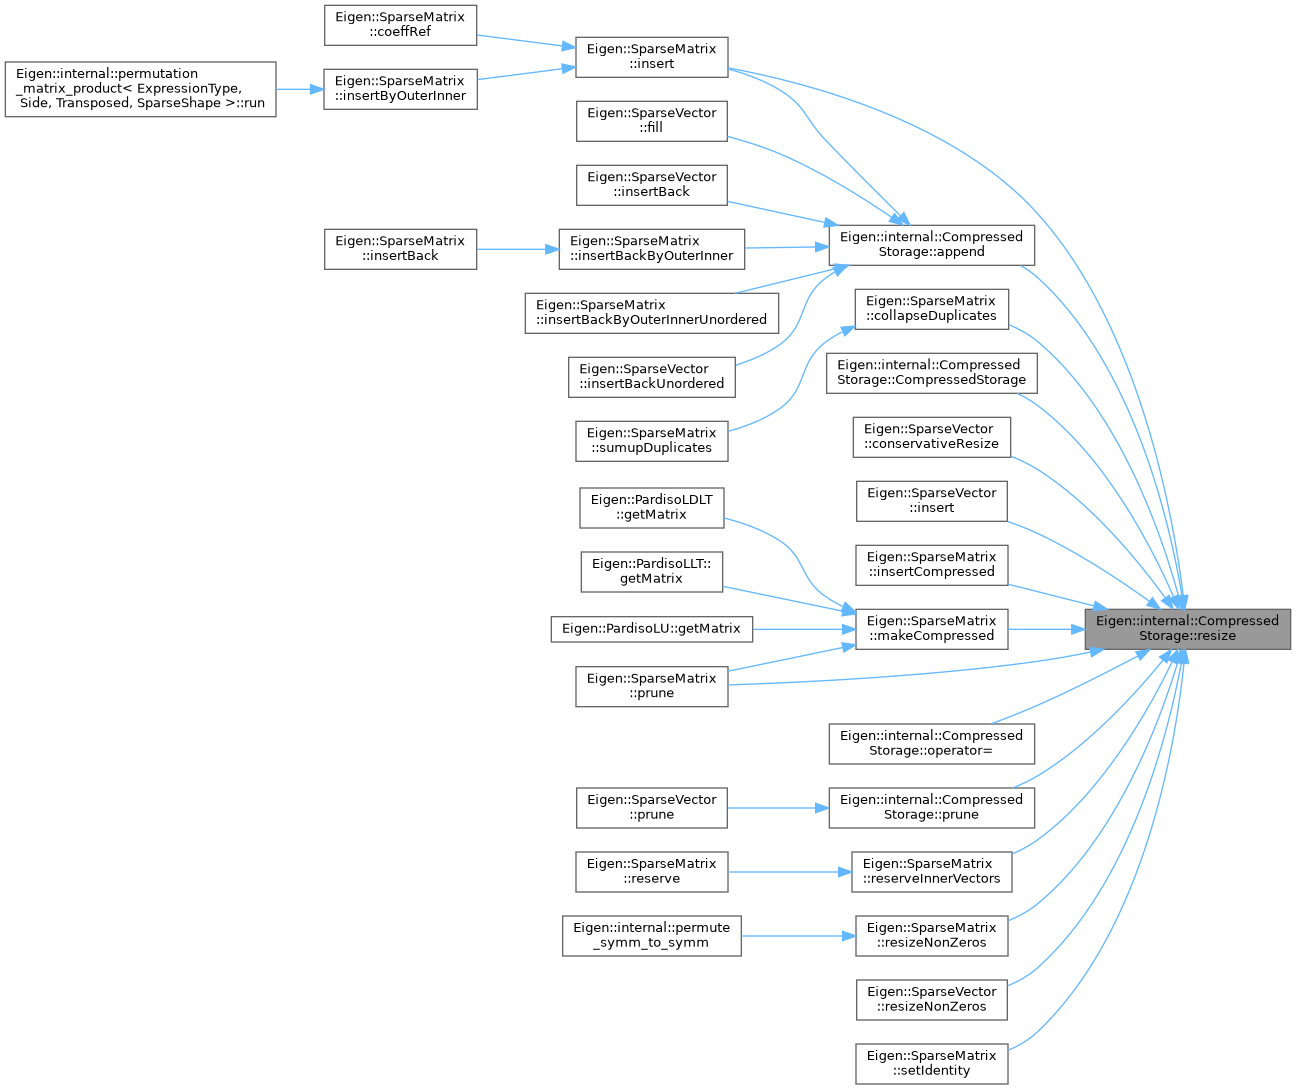 Eigen::SparseMatrix
::coeffRef
Eigen::SparseMatrix
::insert
Eigen::internal::permutation
_matrix_product< ExpressionType,
Side, Transposed, SparseShape >::run
Eigen::SparseMatrix
::insertByOuterInner
Eigen::SparseVector
::fill
Eigen::SparseVector
::insertBack
Eigen::internal::Compressed
Storage::append
Eigen::SparseMatrix
::insertBack
Eigen::SparseMatrix
::insertBackByOuterInner
Eigen::SparseMatrix
::insertBackByOuterInnerUnordered
Eigen::SparseMatrix
::collapseDuplicates
Eigen::SparseVector
::insertBackUnordered
Eigen::internal::Compressed
Storage::CompressedStorage
Eigen::SparseMatrix
::sumupDuplicates
Eigen::SparseVector
::conservativeResize
Eigen::PardisoLDLT
::getMatrix
Eigen::SparseVector
::insert
Eigen::PardisoLLT::
getMatrix
Eigen::SparseMatrix
::insertCompressed
Eigen::PardisoLU::getMatrix
Eigen::SparseMatrix
::makeCompressed
Eigen::internal::Compressed
Storage::resize
Eigen::SparseMatrix
::prune
Eigen::internal::Compressed
Storage::operator=
Eigen::SparseVector
::prune
Eigen::internal::Compressed
Storage::prune
Eigen::SparseMatrix
::reserve
Eigen::SparseMatrix
::reserveInnerVectors
Eigen::internal::permute
_symm_to_symm
Eigen::SparseMatrix
::resizeNonZeros
Eigen::SparseVector
::resizeNonZeros
Eigen::SparseMatrix
::setIdentity